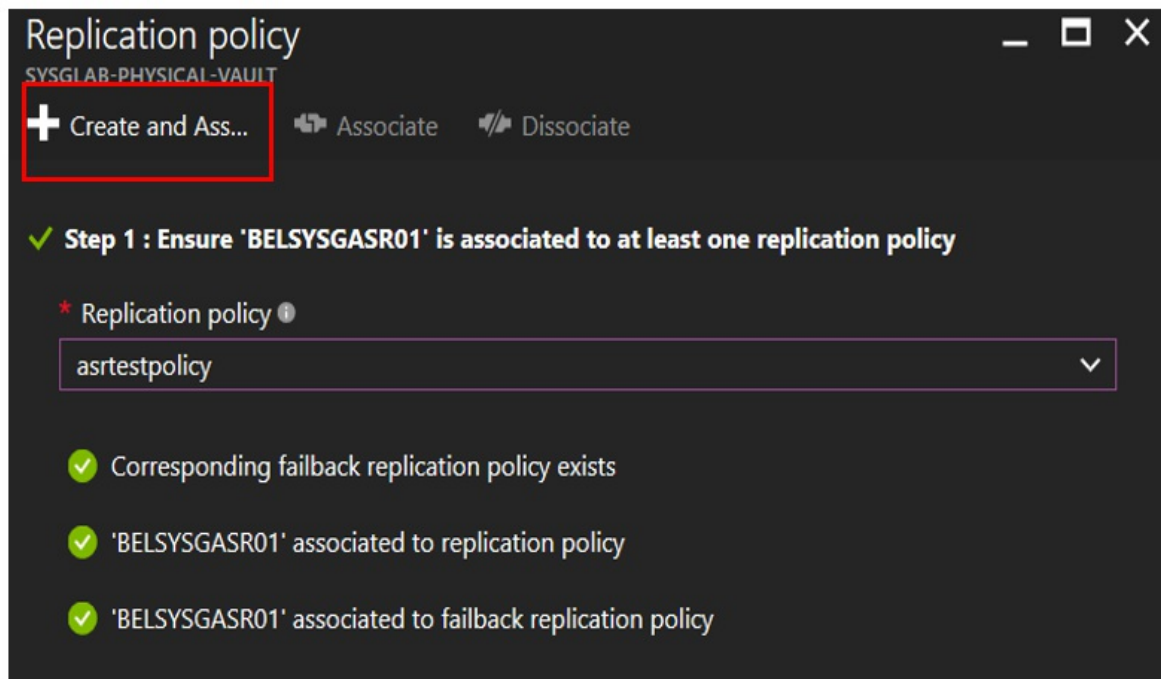 Replication policy
SYSGLAB-PHYSICAL-VAULT
Create and Ass... Associate Dissociate
Step 1 : Ensure 'BELSYSGASR01' is associated to at least one replication policy
* Replication policy
asrtestpolicy
Corresponding failback replication policy exists
'BELSYSGASR01' associated to replication policy
'BELSYSGASR01' associated to failback replication policy